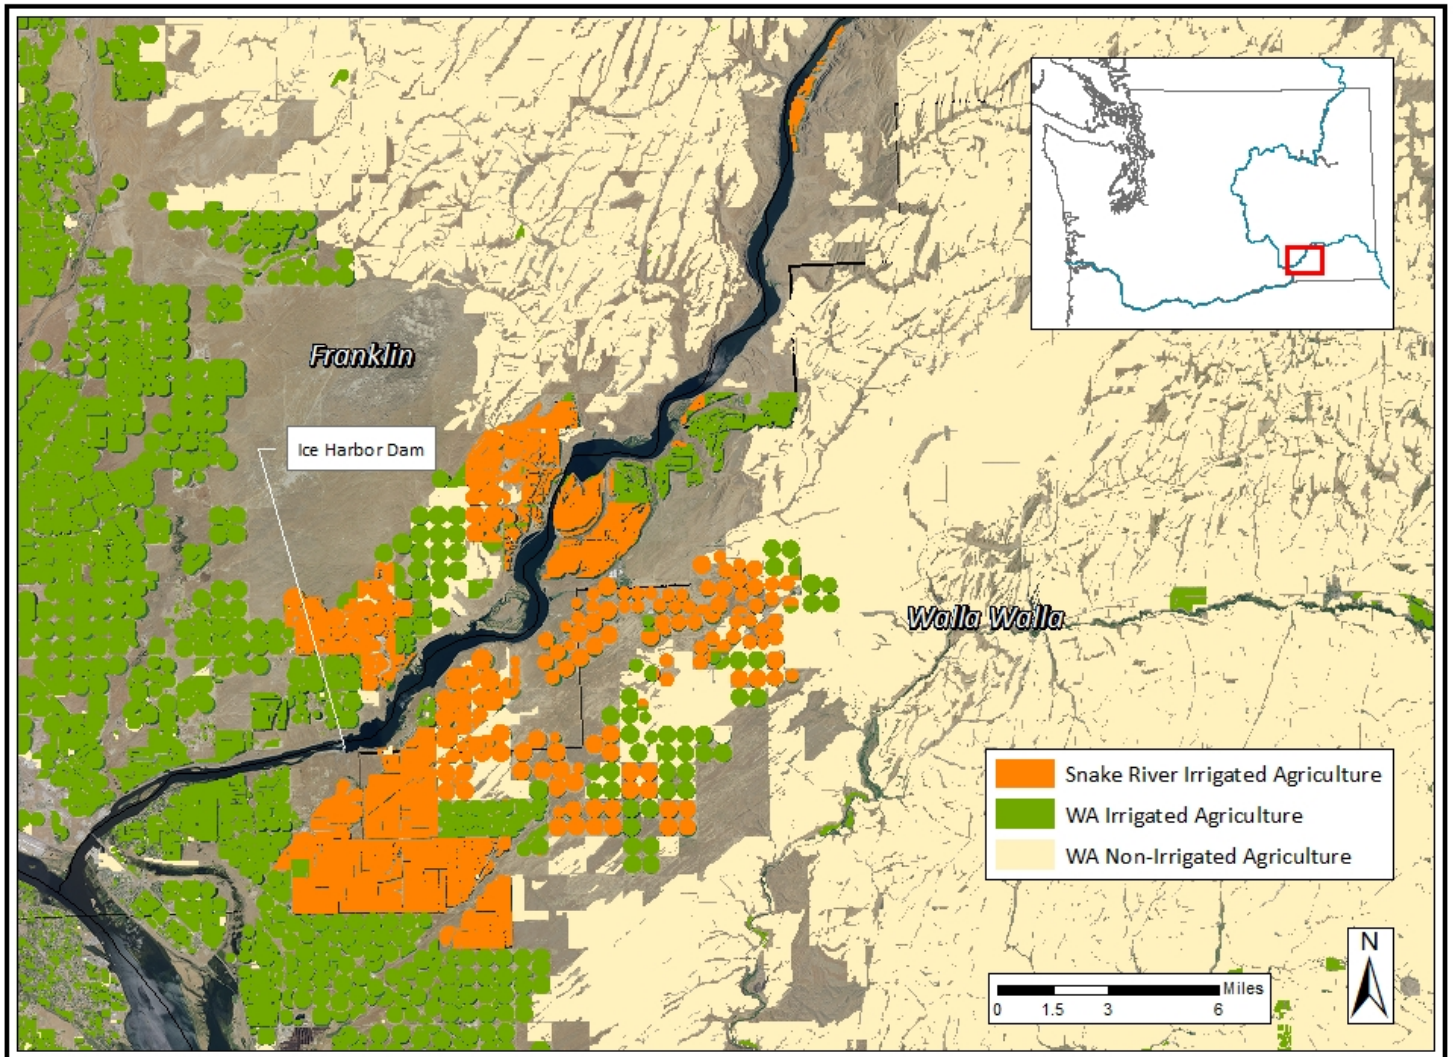 Franklin
Ice Harbor Dam
Walla Walla
Snake River Irrigated Agriculture
WA Irrigated Agriculture
WA Non-Irrigated Agriculture
N
Miles
0 1.5 3 6